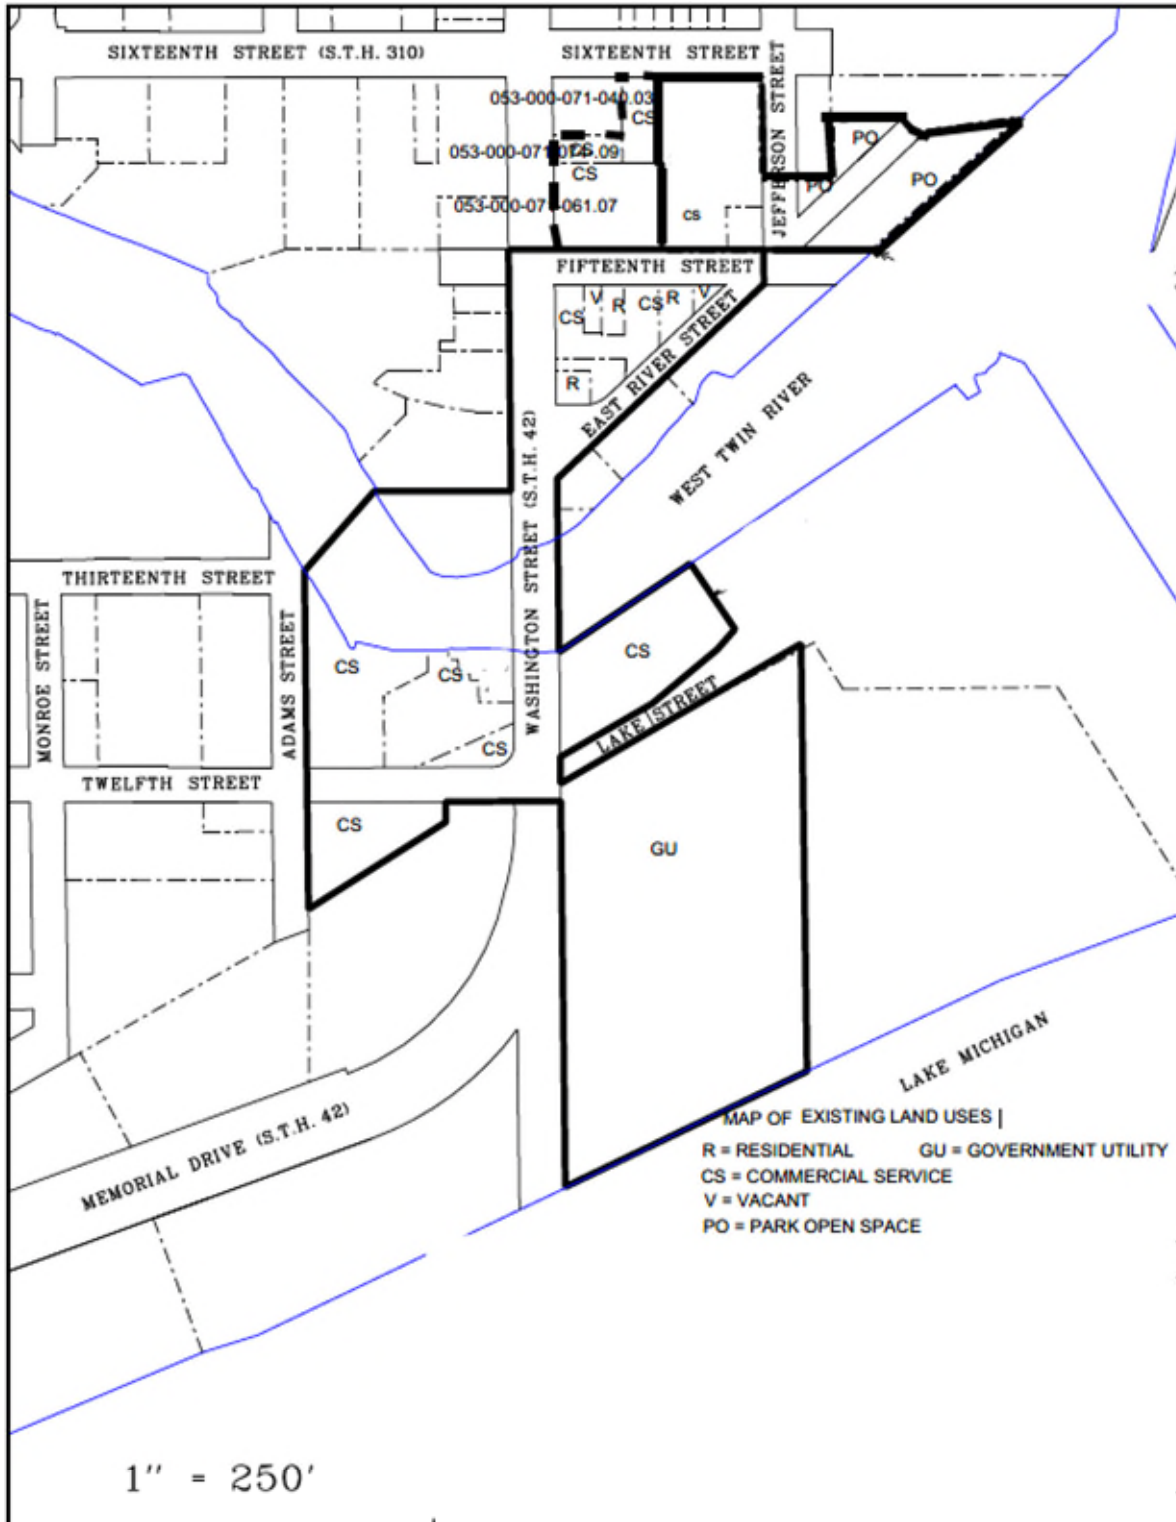 SIXTEENTH STREET (S.T.H. 310)
SIXTEENTH STREET
JEFFERSON STREET
053-000-071-040.03
CS
PO
053-000-071-074-.09
CS
CS
PO
PO
053-000-071-061.07
CS
FIFTEENTH STREET
V
R
CS
R
V
CS
EAST RIVER STREET
R
WEST TWIN RIVER
WASHINGTON STREET (S.T.H. 42)
THIRTEENTH STREET
MONROE STREET
ADAMS STREET
CS
CS
CS
CS
LAKE STREET
TWELFTH STREET
CS
GU
LAKE MICHIGAN
MEMORIAL DRIVE (S.T.H. 42)
MAP OF EXISTING LAND USES
R = RESIDENTIAL GU = GOVERNMENT UTILITY
CS = COMMERCIAL SERVICE
V = VACANT
PO = PARK OPEN SPACE
1" = 250'